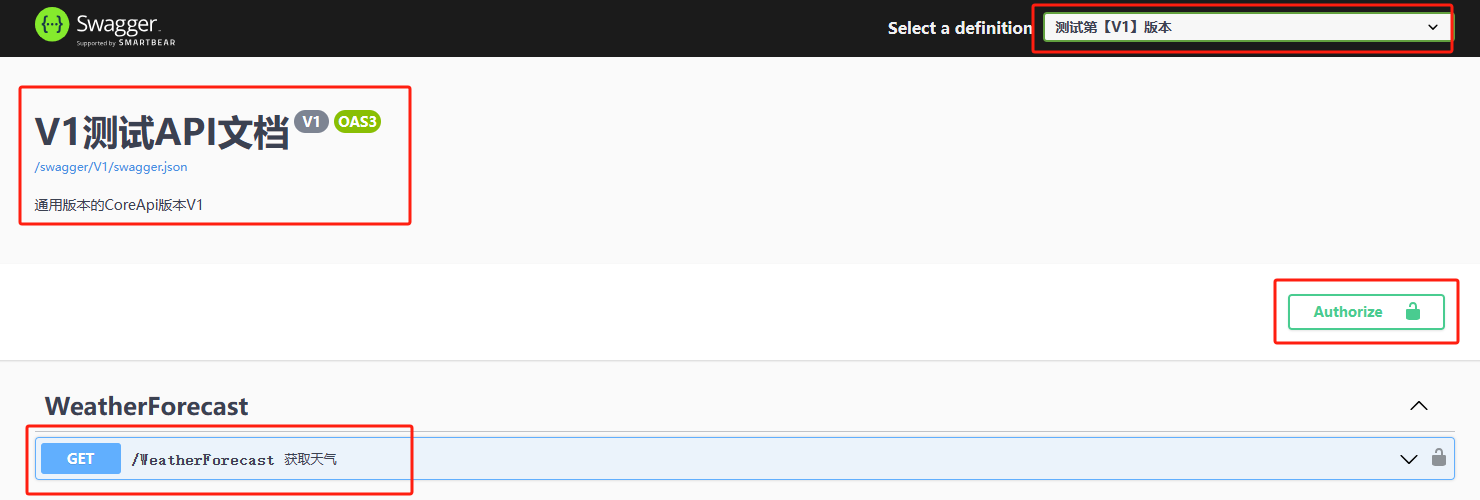 Swagger
Supported by SMARTBEAR
Select a definition
测试第【V1】版本
V1测试API文档 V1 OAS3
/swagger/V1/swagger.json
通用版本的CoreApi版本V1
Authorize
WeatherForecast
GET /WeatherForecast 获取天气